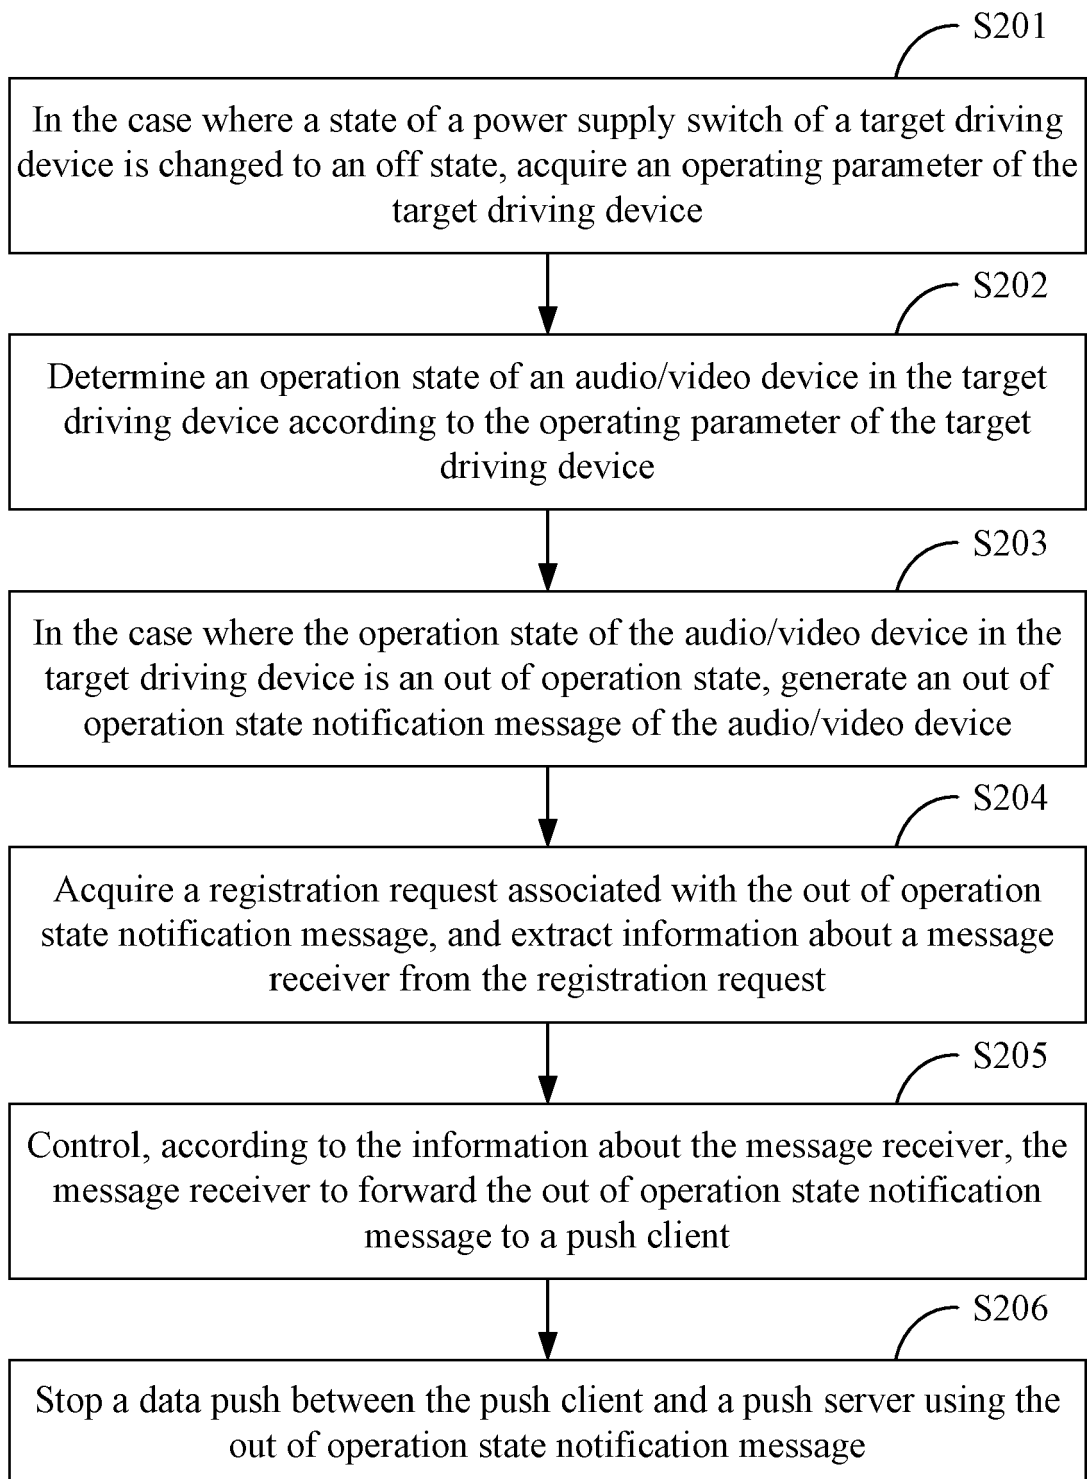 S201
In the case where a state of a power supply switch of a target driving
device is changed to an off state, acquire an operating parameter of the
target driving device
S202
Determine an operation state of an audio/video device in the target
driving device according to the operating parameter of the target
driving device
S203
In the case where the operation state of the audio/video device in the
target driving device is an out of operation state, generate an out of
operation state notification message of the audio/video device
S204
Acquire a registration request associated with the out of operation
state notification message, and extract information about a message
receiver from the registration request
S205
Control, according to the information about the message receiver, the
message receiver to forward the out of operation state notification
message to a push client
S206
Stop a data push between the push client and a push server using the
out of operation state notification message